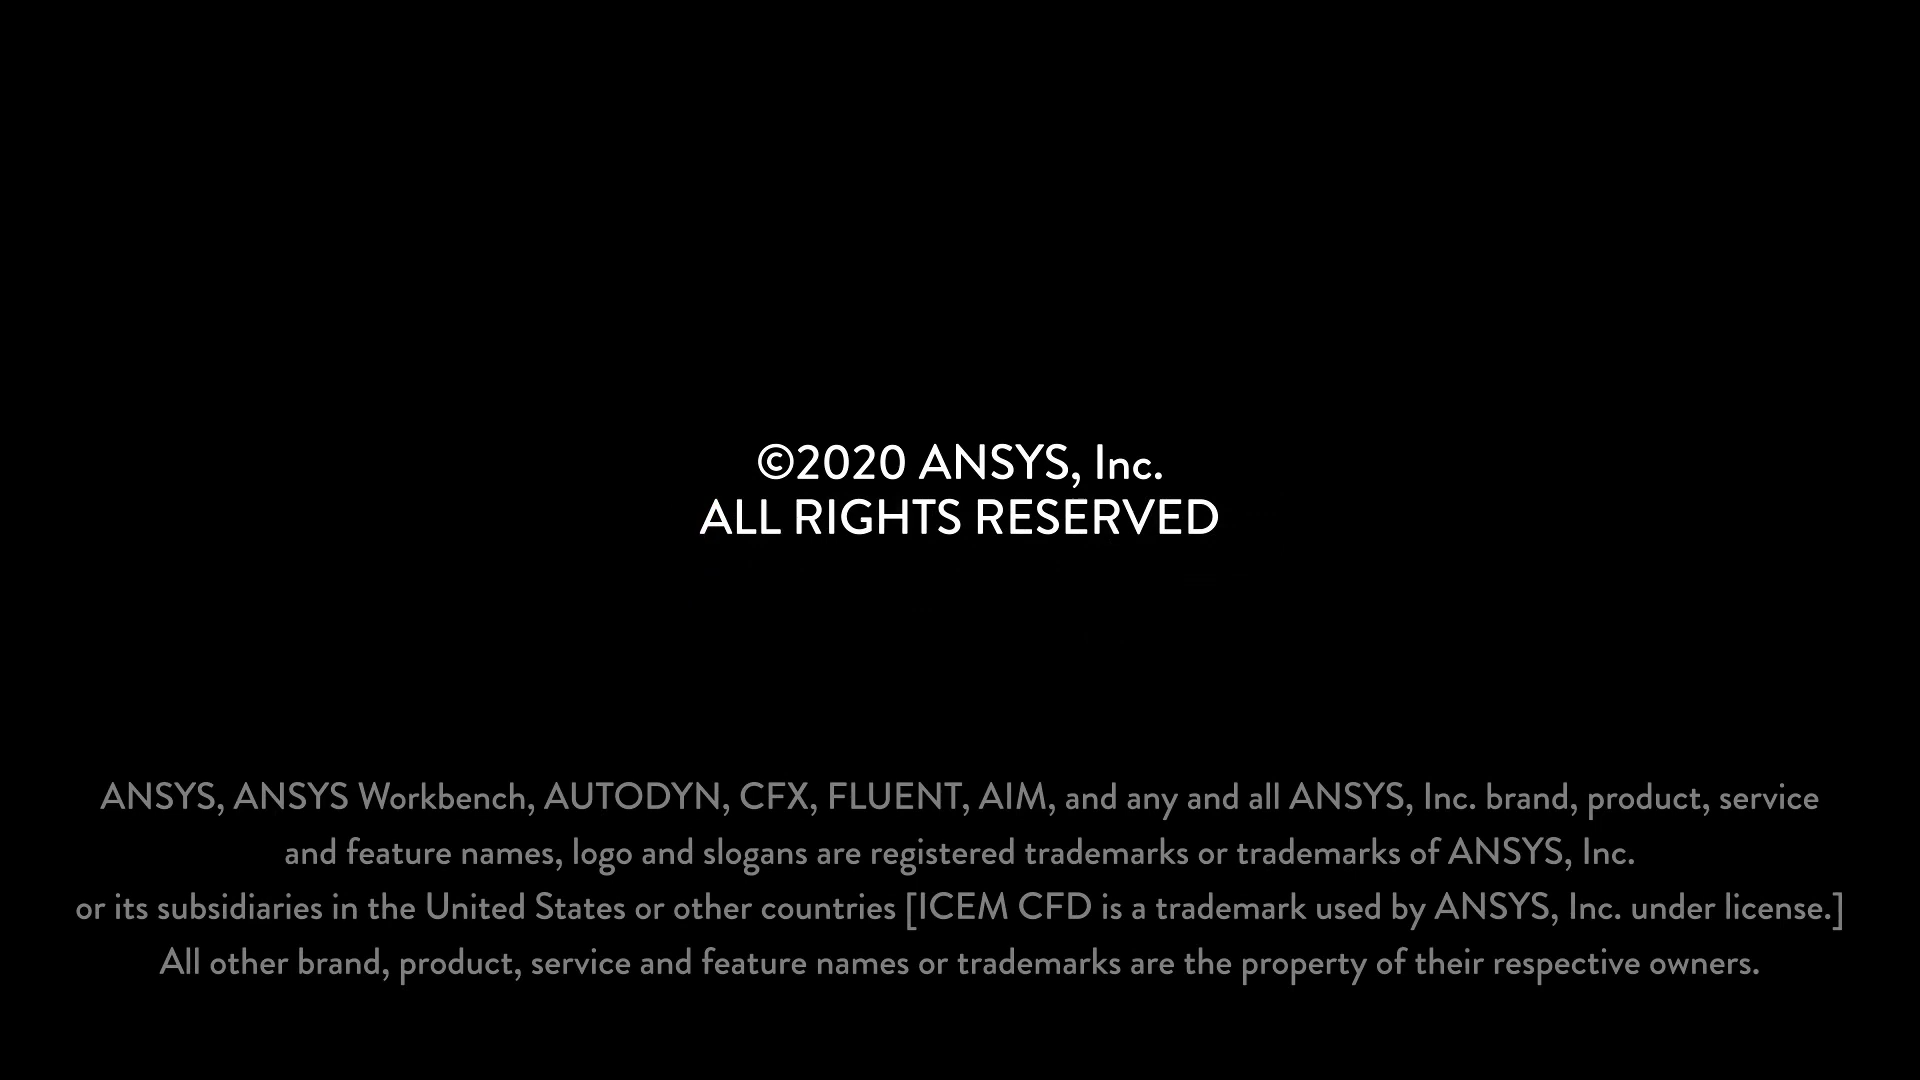 ©2020 ANSYS, Inc.
ALL RIGHTS RESERVED
ANSYS, ANSYS Workbench, AUTODYN, CFX, FLUENT, AIM, and any and all ANSYS, Inc. brand, product, service
and feature names, logo and slogans are registered trademarks or trademarks of ANSYS, Inc.
or its subsidiaries in the United States or other countries [ICEM CFD is a trademark used by ANSYS, Inc. under license.]
All other brand, product, service and feature names or trademarks are the property of their respective owners.